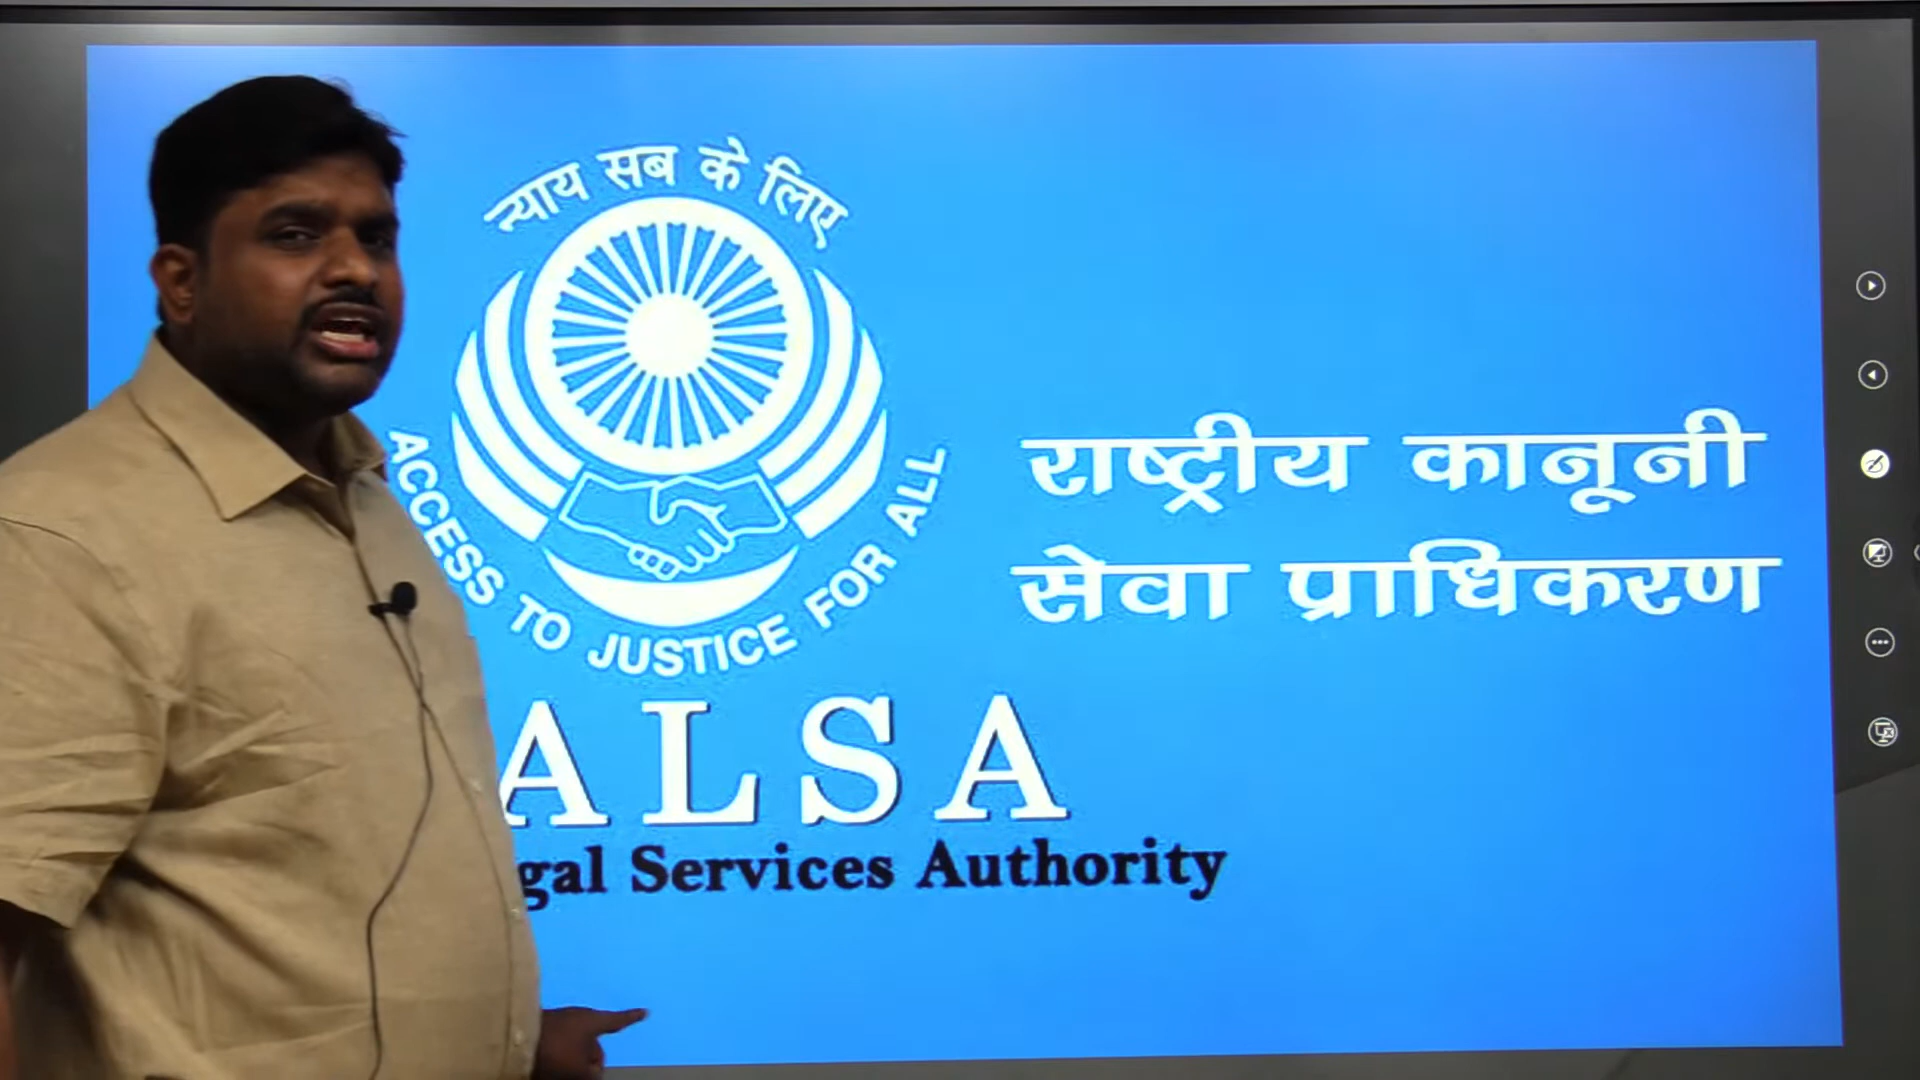 न्याय सब के लिए
ACCESS TO JUSTICE FOR ALL
राष्ट्रीय कानूनी
सेवा प्राधिकरण
ALSA
gal Services Authority